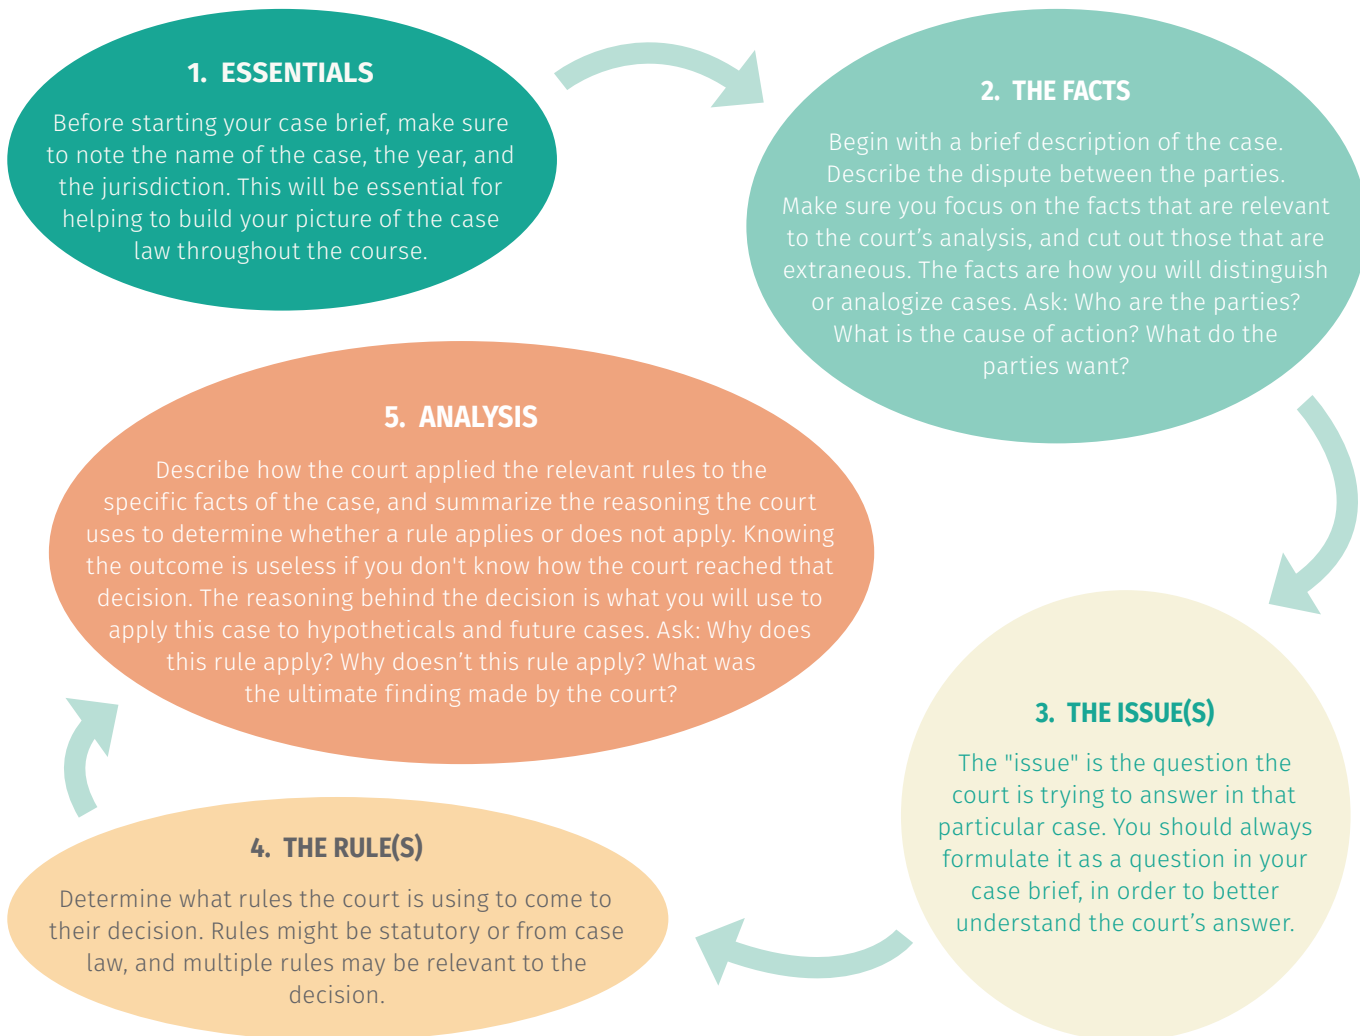 1. ESSENTIALS
Before starting your case brief, make sure
to note the name of the case, the year, and
the jurisdiction. This will be essential for
helping to build your picture of the case
law throughout the course.
2. THE FACTS
Begin with a brief description of the case.
Describe the dispute between the parties.
Make sure you focus on the facts that are relevant
to the court’s analysis, and cut out those that are
extraneous. The facts are how you will distinguish
or analogize cases. Ask: Who are the parties?
What is the cause of action? What do the
parties want?
3. THE ISSUE(S)
The "issue" is the question the
court is trying to answer in that
particular case. You should always
formulate it as a question in your
case brief, in order to better
understand the court’s answer.
4. THE RULE(S)
Determine what rules the court is using to come to
their decision. Rules might be statutory or from case
law, and multiple rules may be relevant to the
decision.
5. ANALYSIS
Describe how the court applied the relevant rules to the
specific facts of the case, and summarize the reasoning the court
uses to determine whether a rule applies or does not apply. Knowing
the outcome is useless if you don't know how the court reached that
decision. The reasoning behind the decision is what you will use to
apply this case to hypotheticals and future cases. Ask: Why does
this rule apply? Why doesn’t this rule apply? What was
the ultimate finding made by the court?